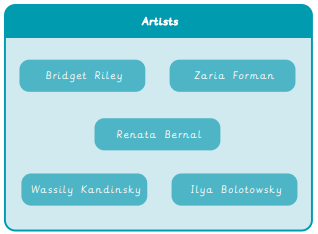 Artists
Bridget Riley
Zaria Forman
Renata Bernal
Wassily Kandinsky
Ilya Bolotowsky